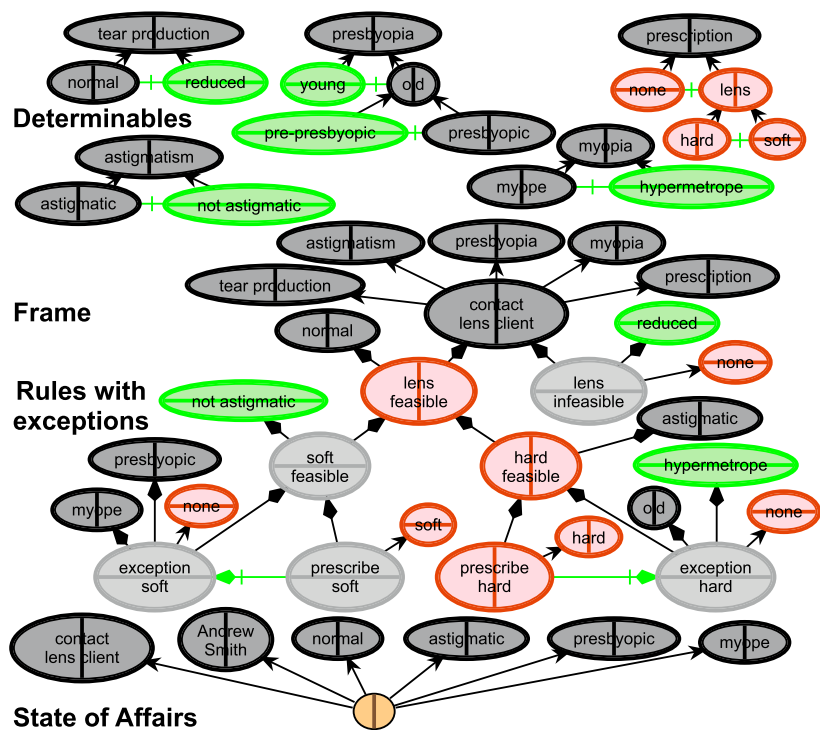 tear production
presbyopia
prescription
normal
reduced
young
old
none
lens
Determinables
pre-presbyopic
presbyopic
hard
soft
astigmatism
myopia
astigmatic
not astigmatic
myope
hypermetrope
astigmatism
presbyopia
myopia
tear production
prescription
Frame
contact
lens client
normal
reduced
none
lens
feasible
lens
infeasible
Rules with
exceptions
not astigmatic
astigmatic
presbyopic
soft
feasible
hard
feasible
hypermetrope
myope
none
soft
hard
old
none
exception
soft
prescribe
soft
prescribe
hard
exception
hard
contact
lens client
Andrew
Smith
normal
astigmatic
presbyopic
myope
State of Affairs